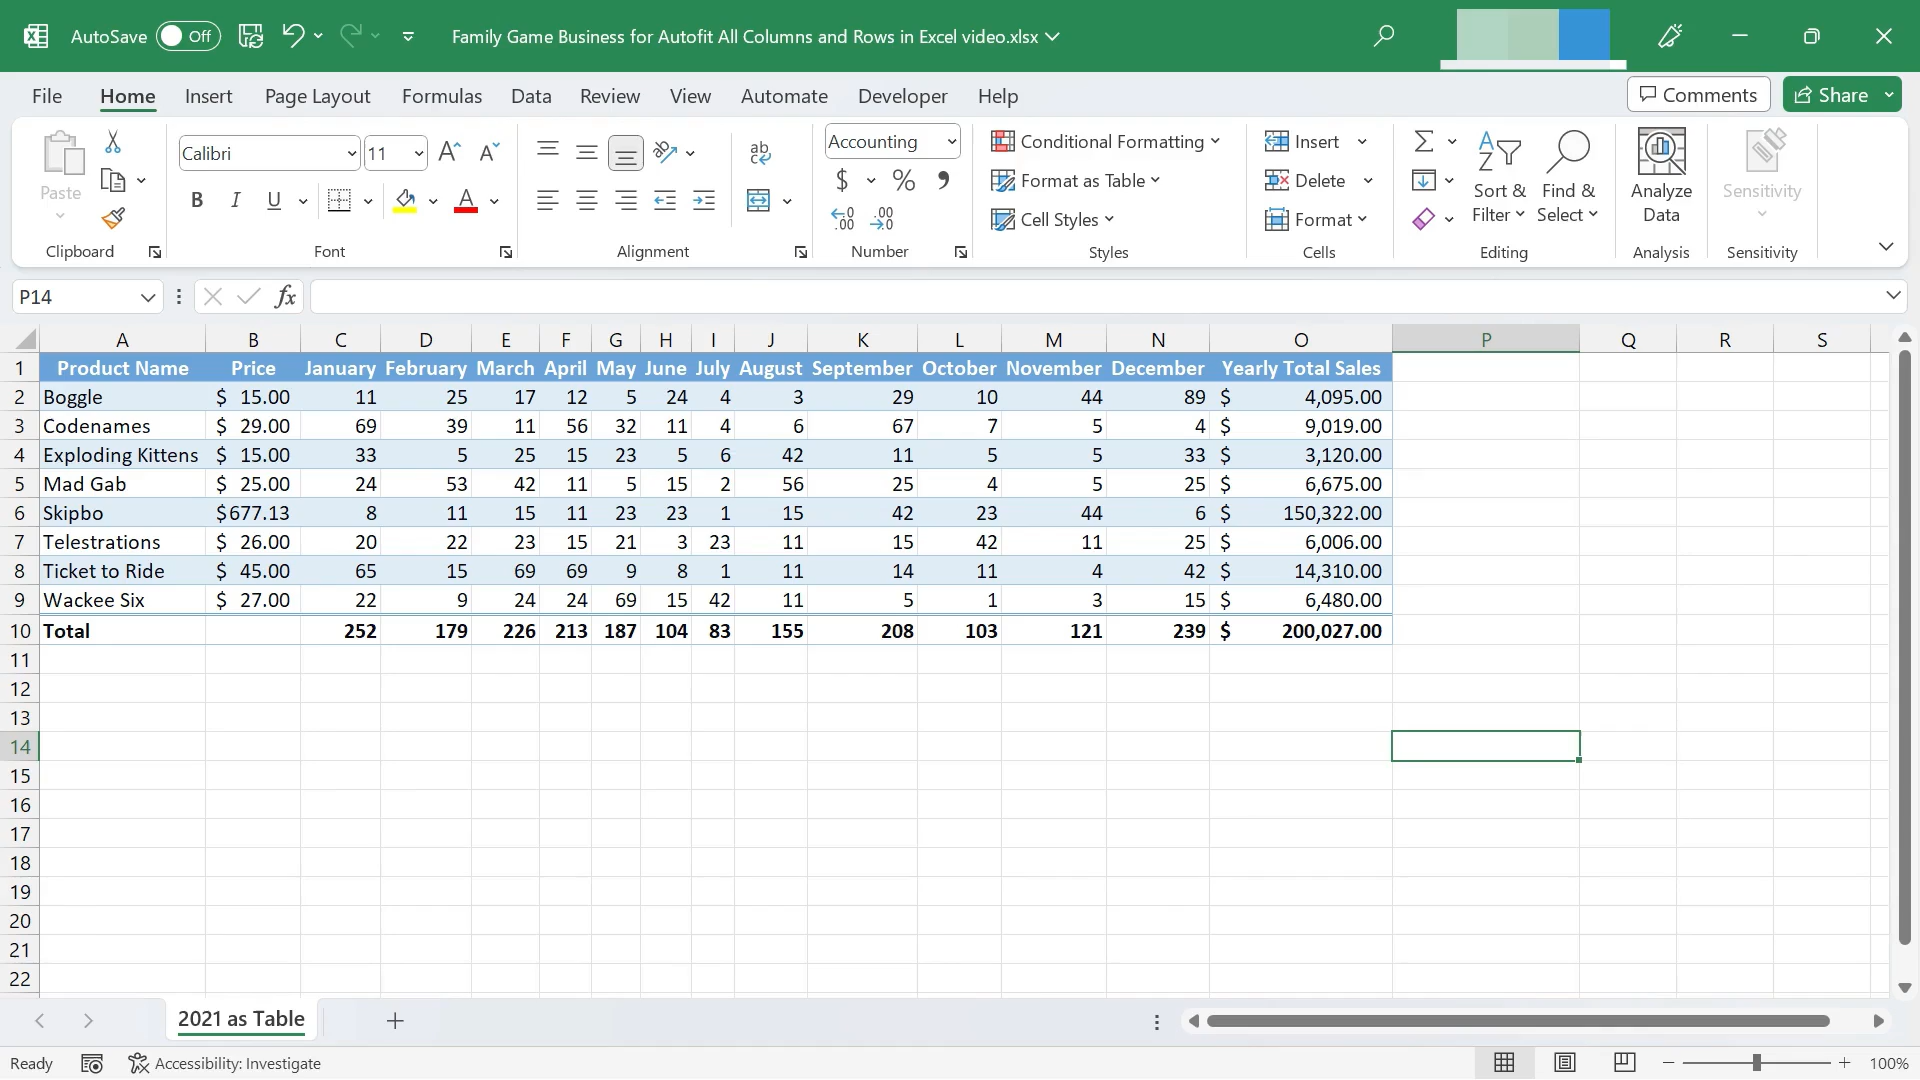 AutoSave Off Family Game Business for Autofit All Columns and Rows in Excel video.xlsx
File Home Insert Page Layout Formulas Data Review View Automate Developer Help Comments Share
Paste
Clipboard
Calibri 11
B I U A
Font
ab
Alignment
Accounting
$ % ,
Number
Conditional Formatting
Format as Table
Cell Styles
Styles
Insert
Delete
Format
Cells
Sort & Filter
Find & Select
Editing
Analyze Data
Analysis
Sensitivity
Sensitivity
P14 fx
A B C D E F G H I J K L M N O P Q R S
1 Product Name Price January February March April May June July August September October November December Yearly Total Sales
2 Boggle $ 15.00 11 25 17 12 5 24 4 3 29 10 44 89 $ 4,095.00
3 Codenames $ 29.00 69 39 11 56 32 11 4 6 67 7 5 4 $ 9,019.00
4 Exploding Kittens $ 15.00 33 5 25 15 23 5 6 42 11 5 5 33 $ 3,120.00
5 Mad Gab $ 25.00 24 53 42 11 5 15 2 56 25 4 5 25 $ 6,675.00
6 Skipbo $677.13 8 11 15 11 23 23 1 15 42 23 44 6 $ 150,322.00
7 Telestrations $ 26.00 20 22 23 15 21 3 23 11 15 42 11 25 $ 6,006.00
8 Ticket to Ride $ 45.00 65 15 69 69 9 8 1 11 14 11 4 42 $ 14,310.00
9 Wackee Six $ 27.00 22 9 24 24 69 15 42 11 5 1 3 15 $ 6,480.00
10 Total 252 179 226 213 187 104 83 155 208 103 121 239 $ 200,027.00
11
12
13
14
15
16
17
18
19
20
21
22
2021 as Table
Ready Accessibility: Investigate 100%